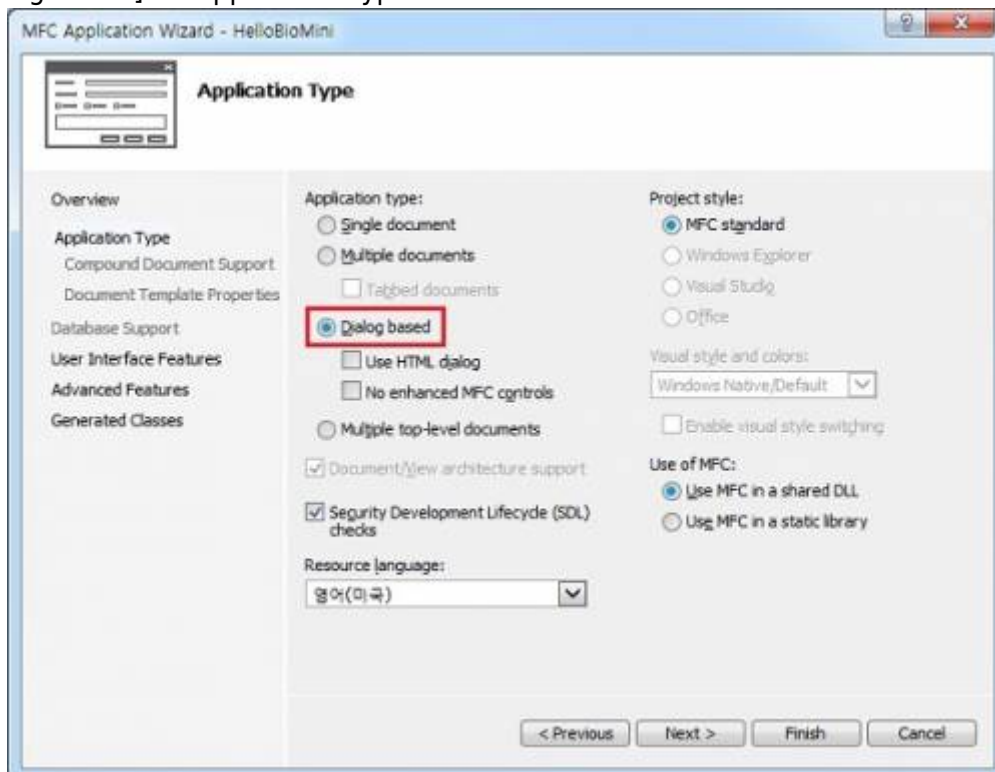 MFC Application Wizard - HelloBioMini
Application Type
Overview
Application Type
Compound Document Support
Document Template Properties
Database Support
User Interface Features
Advanced Features
Generated Classes
Application type:
Single document
Multiple documents
Tabbed documents
Dialog based
Use HTML dialog
No enhanced MFC controls
Multiple top-level documents
Document/View architecture support
Security Development Lifecycle (SDL)
checks
Resource language:
영어(미국)
Project style:
MFC standard
Windows Explorer
Visual Studio
Office
Visual style and colors:
Windows Native/Default
Enable visual style switching
Use of MFC:
Use MFC in a shared DLL
Use MFC in a static library
< Previous
Next >
Finish
Cancel